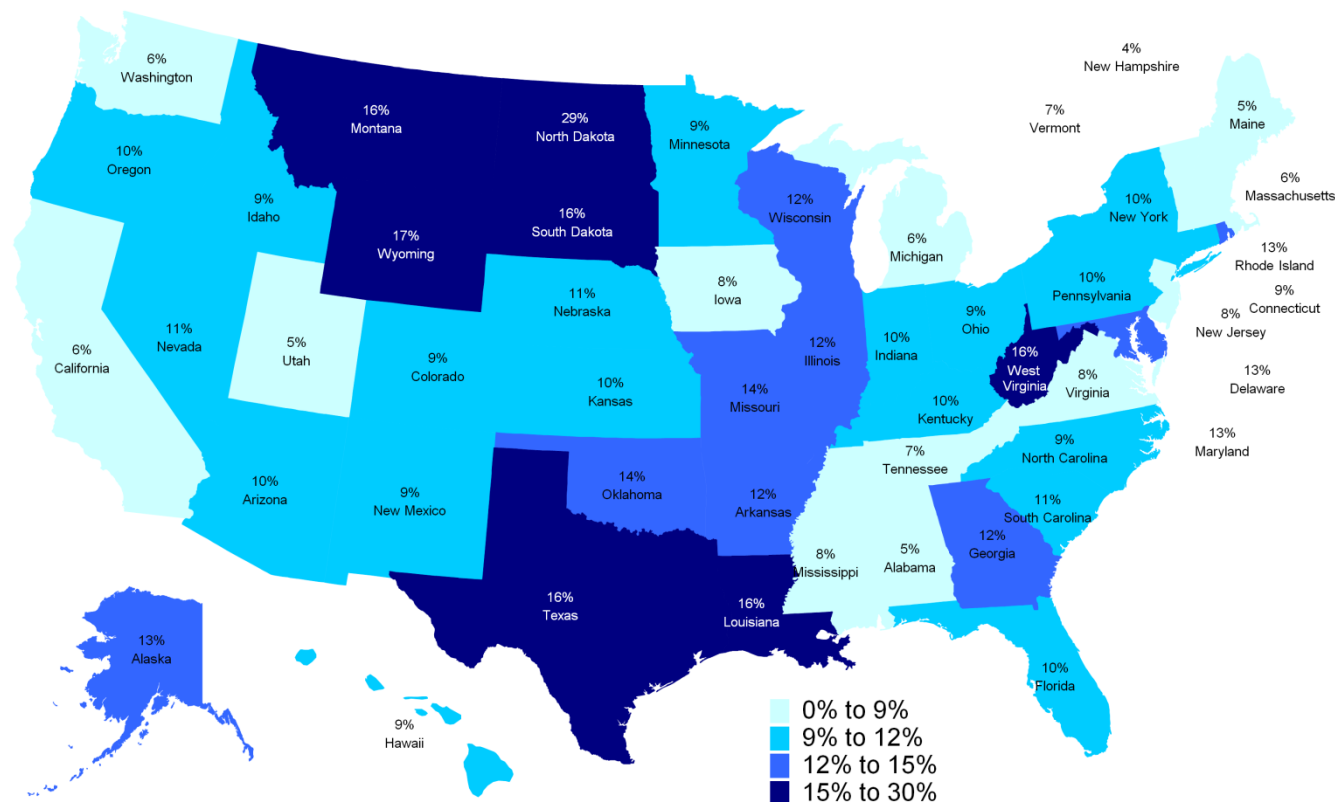 4%
New Hampshire
6%
Washington
7%
Vermont
5%
Maine
16%
Montana
29%
North Dakota
9%
Minnesota
10%
Oregon
6%
Massachusetts
9%
Idaho
12%
Wisconsin
10%
New York
16%
South Dakota
17%
Wyoming
6%
Michigan
13%
Rhode Island
10%
Pennsylvania
8%
Iowa
11%
Nebraska
9%
Connecticut
9%
Ohio
8%
New Jersey
11%
Nevada
5%
Utah
6%
California
9%
Colorado
12%
Illinois
10%
Indiana
16%
West
Virginia
8%
Virginia
13%
Delaware
10%
Kansas
14%
Missouri
10%
Kentucky
13%
Maryland
9%
North Carolina
7%
Tennessee
10%
Arizona
9%
New Mexico
14%
Oklahoma
12%
Arkansas
11%
South Carolina
12%
Georgia
8%
Mississippi
5%
Alabama
16%
Texas
16%
Louisiana
13%
Alaska
10%
Florida
9%
Hawaii
0% to 9%
9% to 12%
12% to 15%
15% to 30%